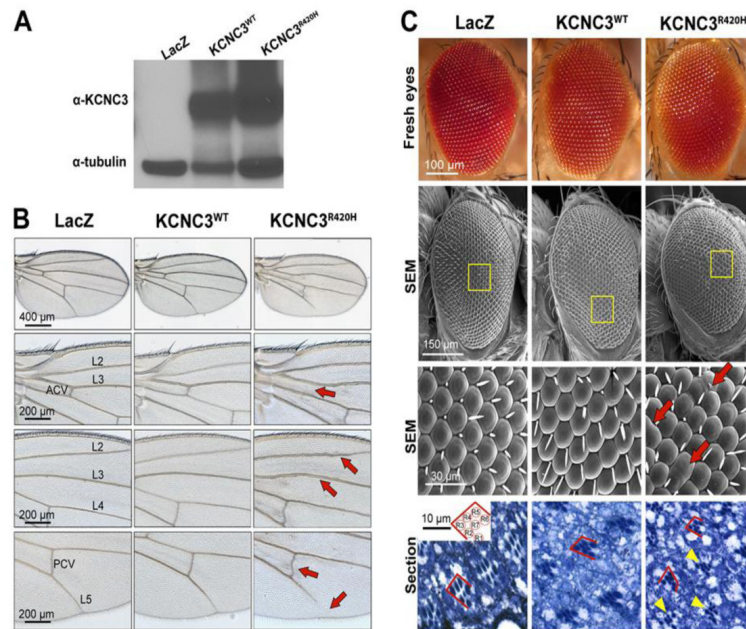 A
LacZ
KCNC3WT
KCNC3R420H
α-KCNC3
α-tubulin
B
LacZ KCNC3WT KCNC3R420H
400 μm
L2
L3
ACV
200 μm
L2
L3
L4
PCV
L5
200 μm
C
LacZ KCNC3WT KCNC3R420H
Fresh eyes
100 μm
SEM
150 μm
SEM
30 μm
Section
10 μm
R5
R4 R6
R3 R7
R2
R1